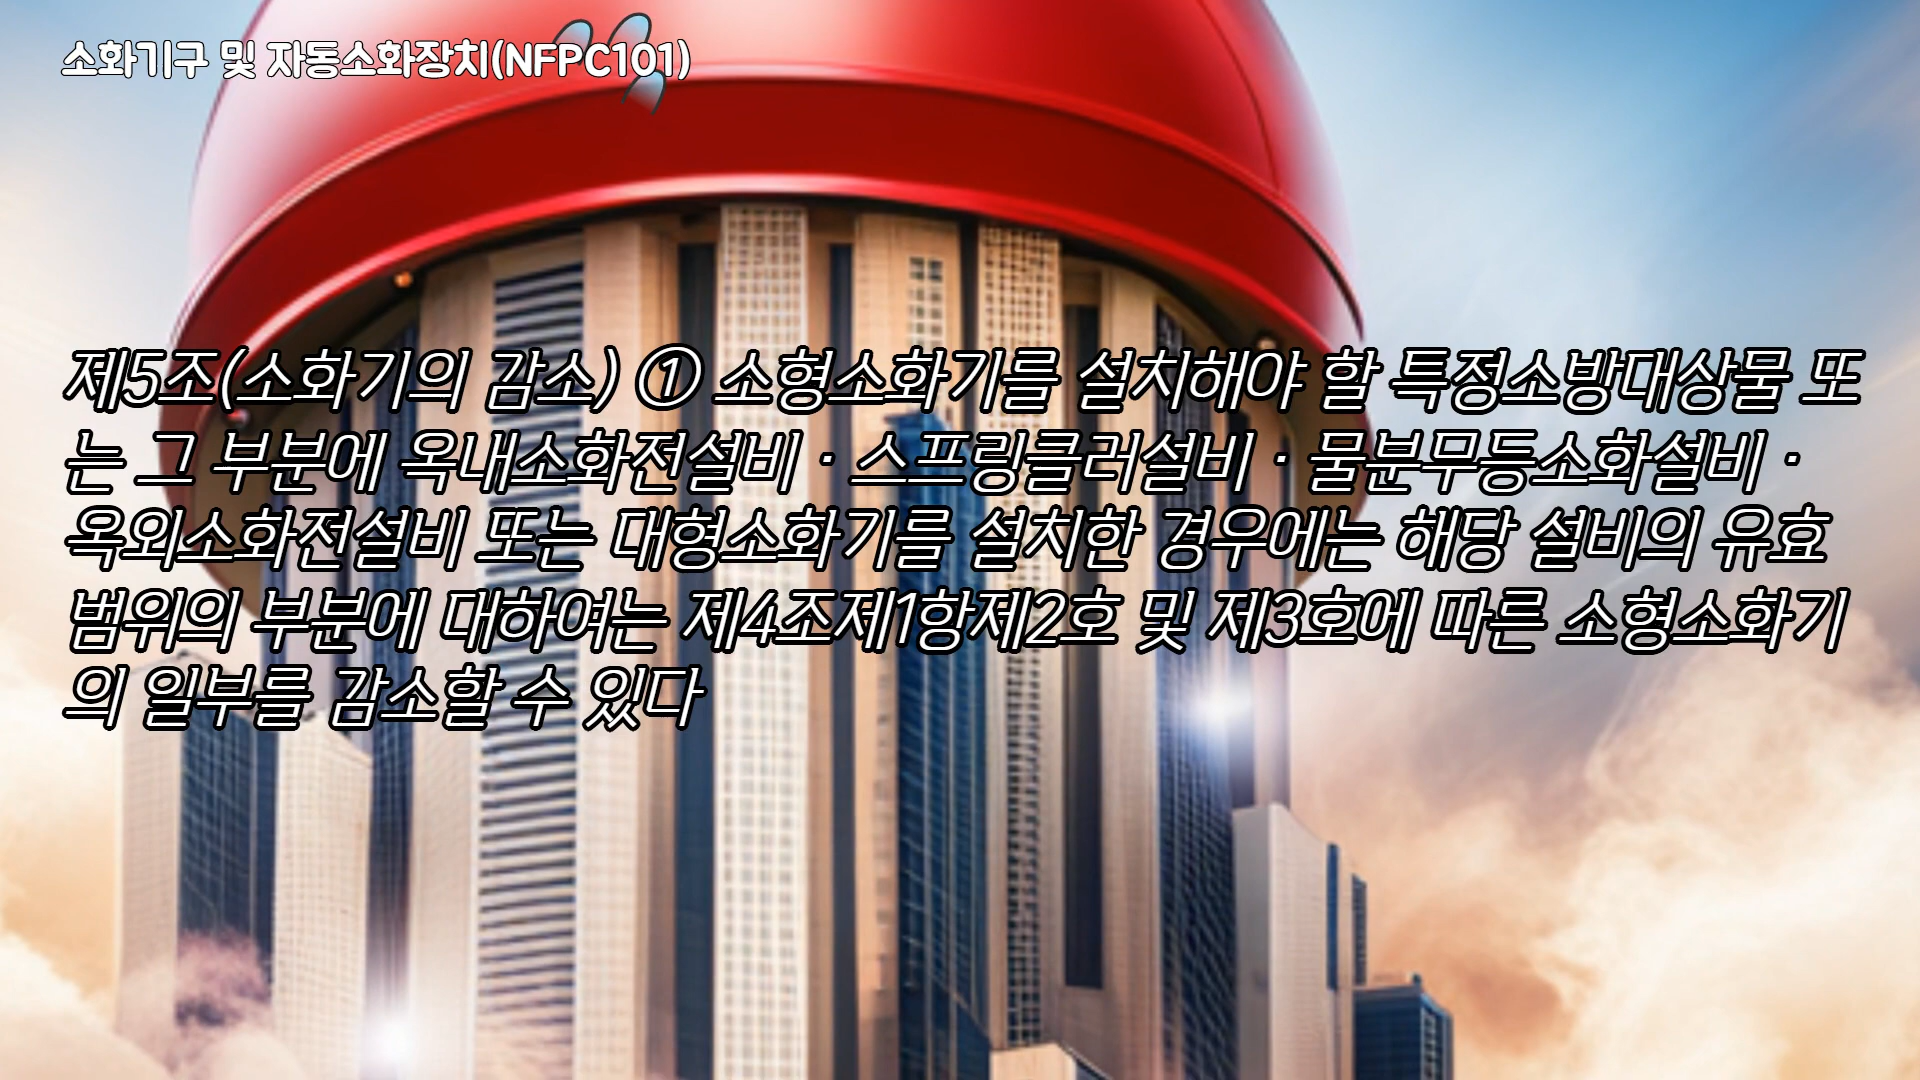 소화기구 및 자동소화장치(NFPC101)
제5조(소화기의 감소) ① 소형소화기를 설치해야 할 특정소방대상물 또
는 그 부분에 옥내소화전설비 · 스프링클러설비 · 물분무등소화설비 ·
옥외소화전설비 또는 대형소화기를 설치한 경우에는 해당 설비의 유효
범위의 부분에 대하여는 제4조제1항제2호 및 제3호에 따른 소형소화기
의 일부를 감소할 수 있다